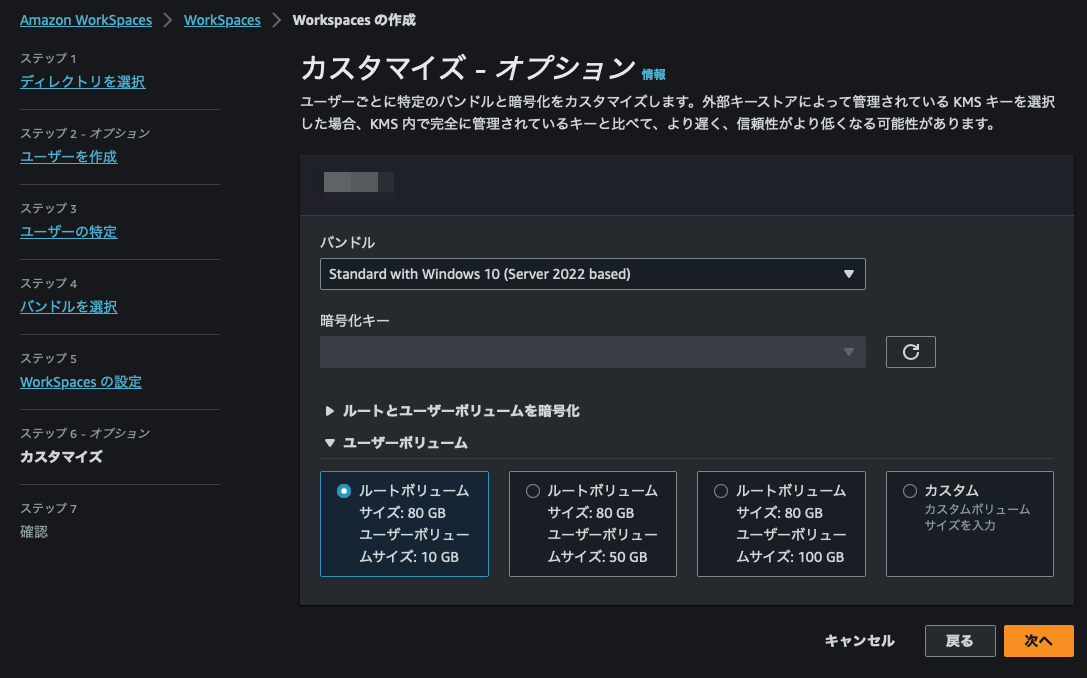 Amazon WorkSpaces > WorkSpaces > Workspaces の作成
ステップ 1
ディレクトリを選択
ステップ 2 - オプション
ユーザーを作成
ステップ 3
ユーザーの特定
ステップ 4
バンドルを選択
ステップ 5
WorkSpaces の設定
ステップ 6 - オプション
カスタマイズ
ステップ 7
確認
カスタマイズ - オプション 情報
ユーザーごとに特定のバンドルと暗号化をカスタマイズします。外部キーストアによって管理されている KMS キーを選択
した場合、KMS 内で完全に管理されているキーと比べて、より遅く、信頼性がより低くなる可能性があります。
バンドル
Standard with Windows 10 (Server 2022 based)
暗号化キー
ルートとユーザーボリュームを暗号化
ユーザーボリューム
ルートボリューム
サイズ: 80 GB
ユーザーボリュー
ムサイズ: 10 GB
ルートボリューム
サイズ: 80 GB
ユーザーボリュー
ムサイズ: 50 GB
ルートボリューム
サイズ: 80 GB
ユーザーボリュー
ムサイズ: 100 GB
カスタム
カスタムボリューム
サイズを入力
キャンセル
戻る
次へ